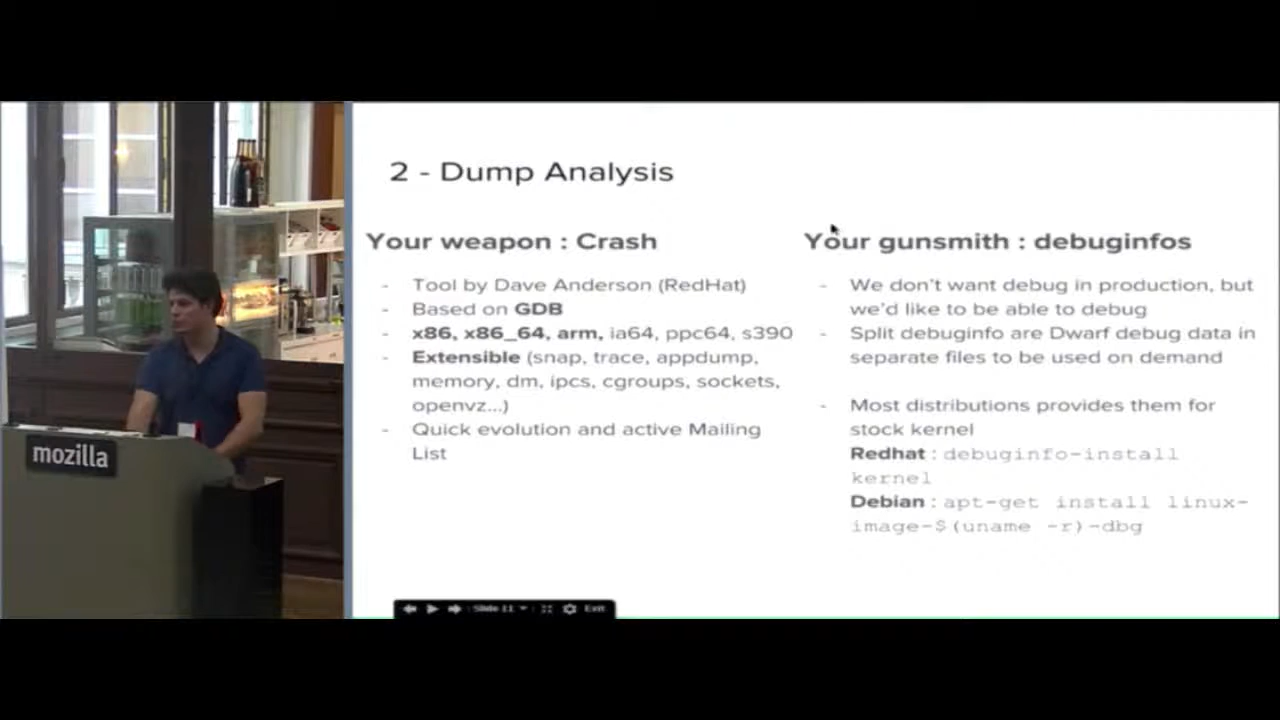 2 - Dump Analysis
Your weapon : Crash
- Tool by Dave Anderson (RedHat)
- Based on GDB
- x86, x86_64, arm, ia64, ppc64, s390
- Extensible (snap, trace, appdump,
memory, dm, ipcs, cgroups, sockets,
openvz...)
- Quick evolution and active Mailing
List
Your gunsmith : debuginfos
- We don't want debug in production, but
we'd like to be able to debug
- Split debuginfo are Dwarf debug data in
separate files to be used on demand
- Most distributions provides them for
stock kernel
Redhat : debuginfo-install
kernel
Debian : apt-get install linux-
image-$(uname -r)-dbg
mozilla
Slide 11
Exit